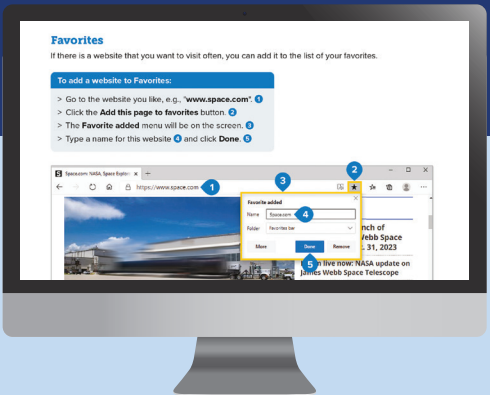 Favorites
If there is a website that you want to visit often, you can add it to the list of your favorites.
To add a website to Favorites:
> Go to the website you like, e.g., "www.space.com". 1
> Click the Add this page to favorites button. 2
> The Favorite added menu will be on the screen. 3
> Type a name for this website 4 and click Done. 5
Space.com: NASA, Space Explor
https://www.space.com 1
2
3
Favorite added
Name Space.com 4
Folder Favorites bar
More Done Remove
5
nch of
Webb Space
. 31, 2023
live now: NASA update on
James Webb Space Telescope